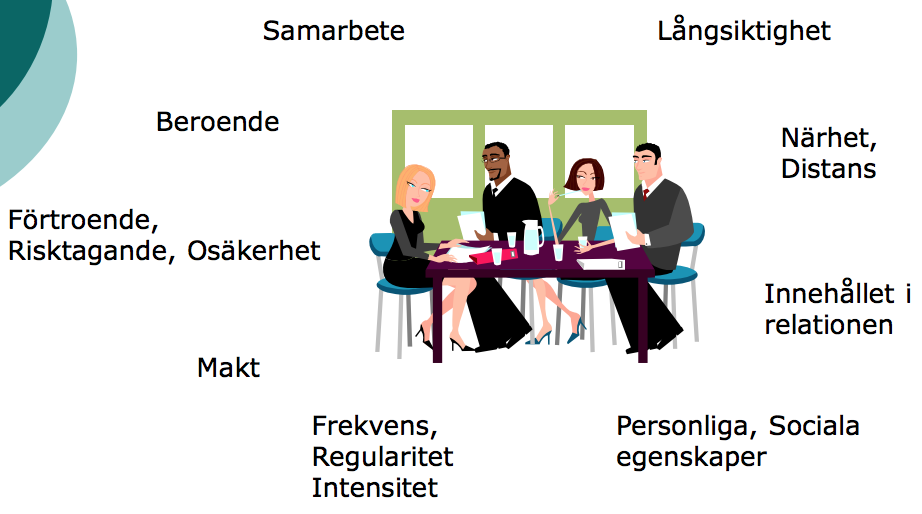 Samarbete
Långsiktighet
Beroende
Närhet,
Distans
Förtroende,
Risktagande, Osäkerhet
Innehållet i
relationen
Makt
Frekvens,
Regularitet
Intensitet
Personliga, Sociala
egenskaper